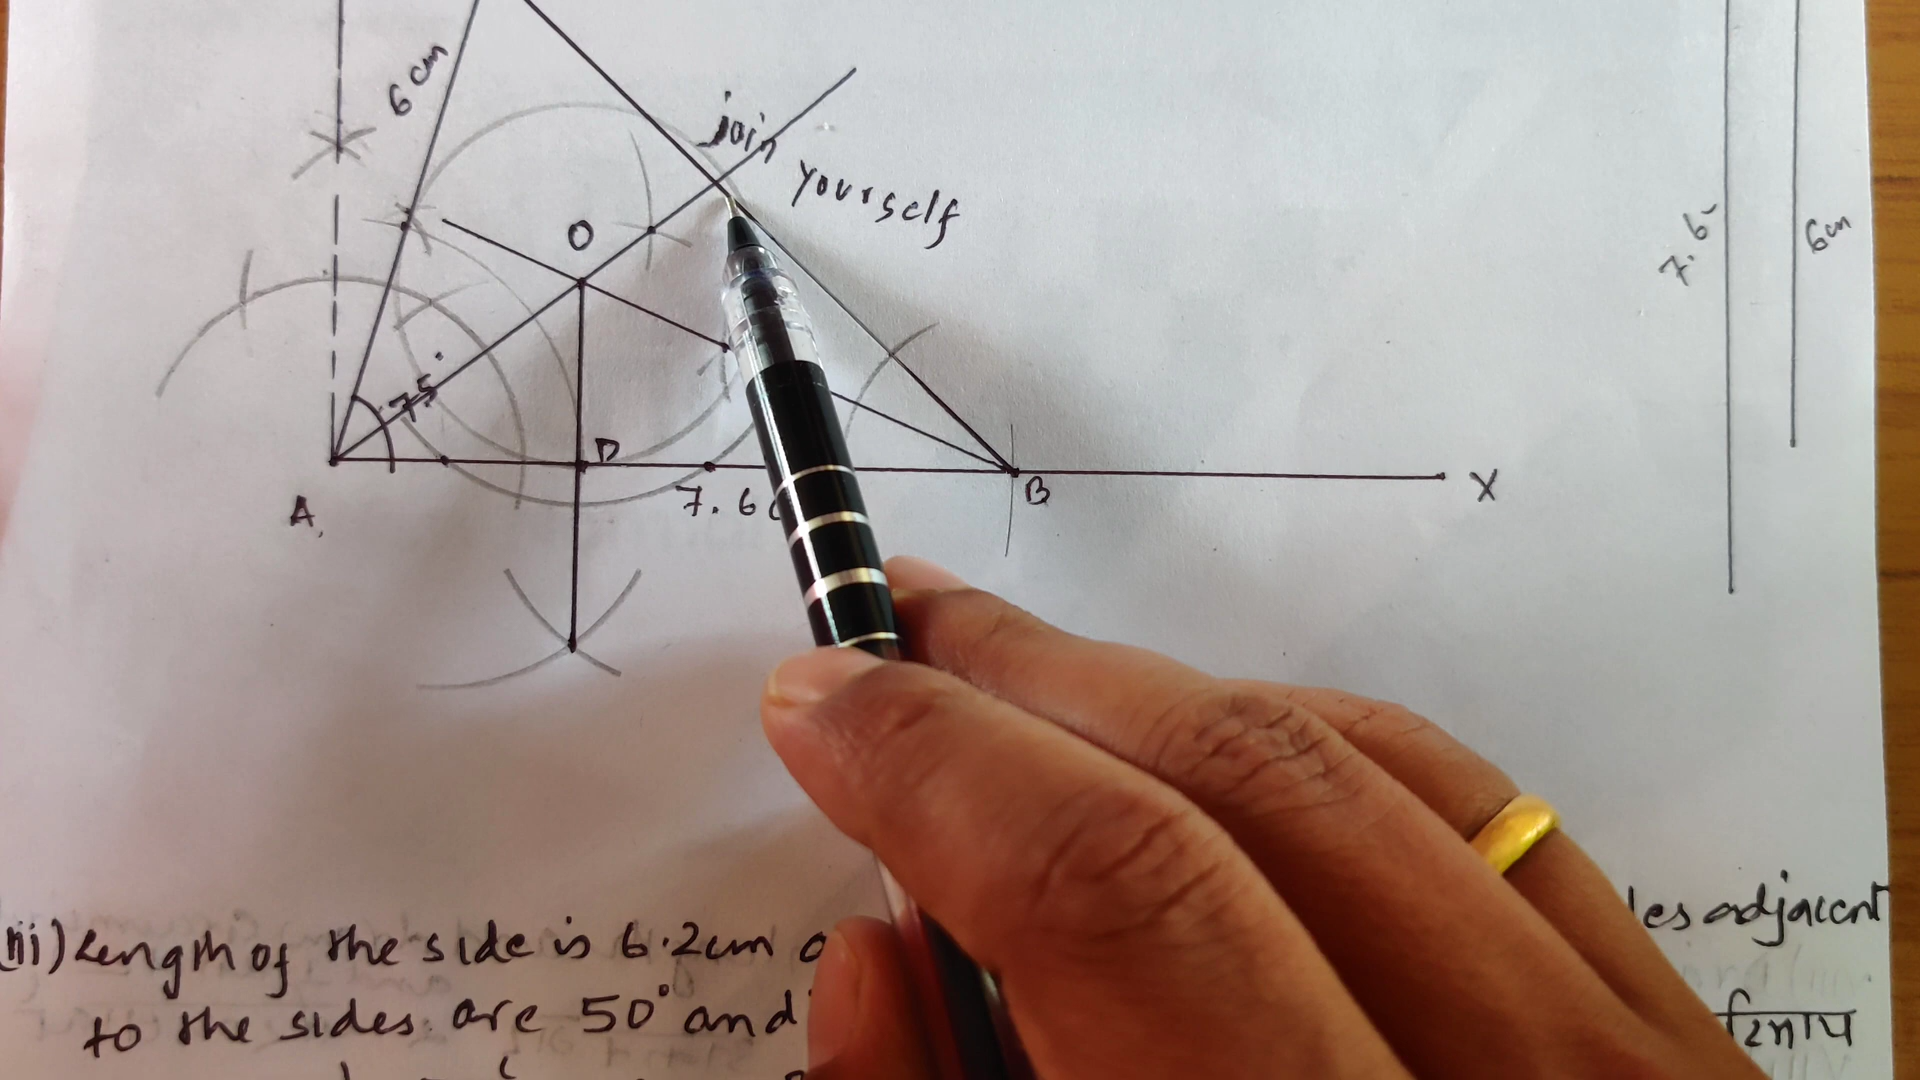 6 cm
join
yourself
O
75°
7.6
6cm
D
A
7.6
B
X
(iii) Length of the side is 6.2cm
les adjacent
to the sides are 50° and